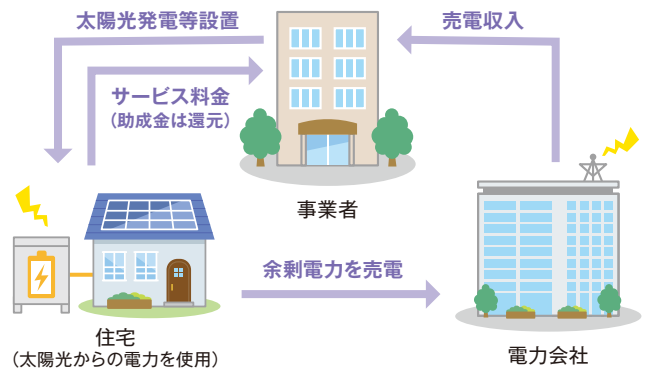 太陽光発電等設置
売電収入
サービス料金
（助成金は還元）
事業者
余剰電力を売電
住宅
（太陽光からの電力を使用）
電力会社